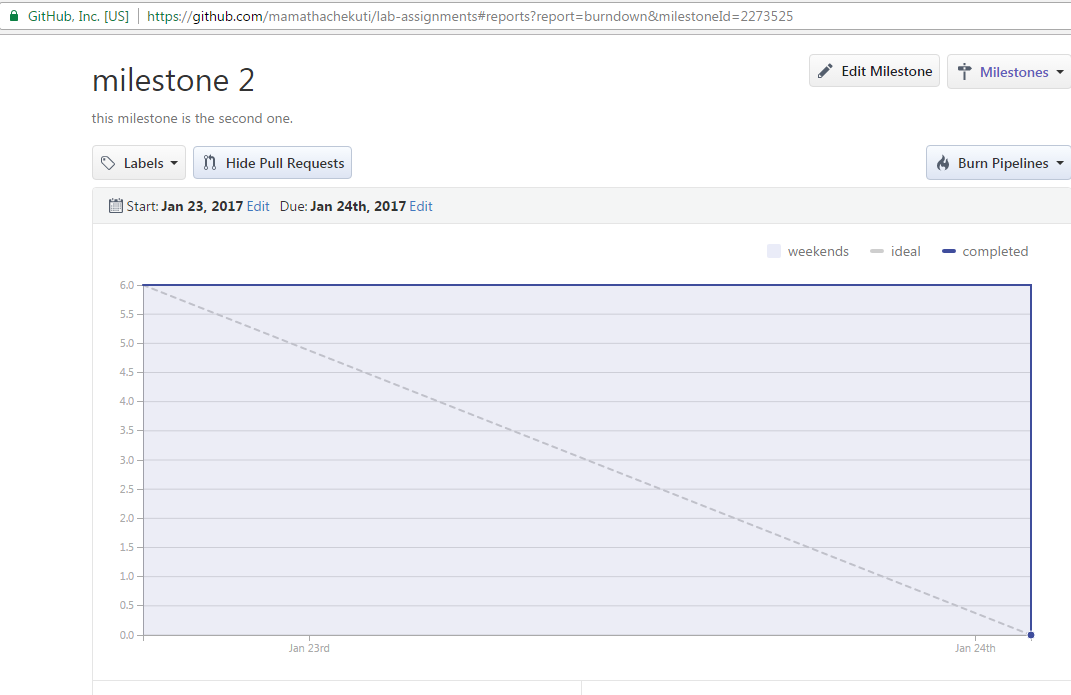 GitHub, Inc. [US] https://github.com/mamathachekuti/lab-assignments#reports?report=burndown&milestoneId=2273525
milestone 2
Edit Milestone
Milestones
this milestone is the second one.
Labels
Hide Pull Requests
Burn Pipelines
Start: Jan 23, 2017 Edit Due: Jan 24th, 2017 Edit
weekends ideal completed
6.0
5.5
5.0
4.5
4.0
3.5
3.0
2.5
2.0
1.5
1.0
0.5
0.0
Jan 23rd Jan 24th